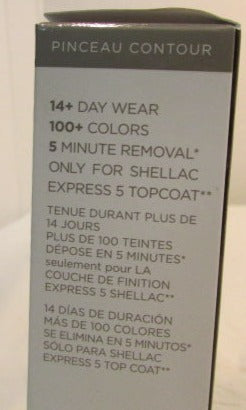 PINCEAU CONTOUR
14+ DAY WEAR
100+ COLORS
5 MINUTE REMOVAL*
ONLY FOR SHELLAC
EXPRESS 5 TOPCOAT**
TENUE DURANT PLUS DE
14 JOURS
PLUS DE 100 TEINTES
DÉPOSE EN 5 MINUTES*
seulement pour LA
COUCHE DE FINITION
EXPRESS 5 SHELLAC**
14 DÍAS DE DURACIÓN
MÁS DE 100 COLORES
SE ELIMINA EN 5 MINUTOS*
SÓLO PARA SHELLAC
EXPRESS 5 TOP COAT**